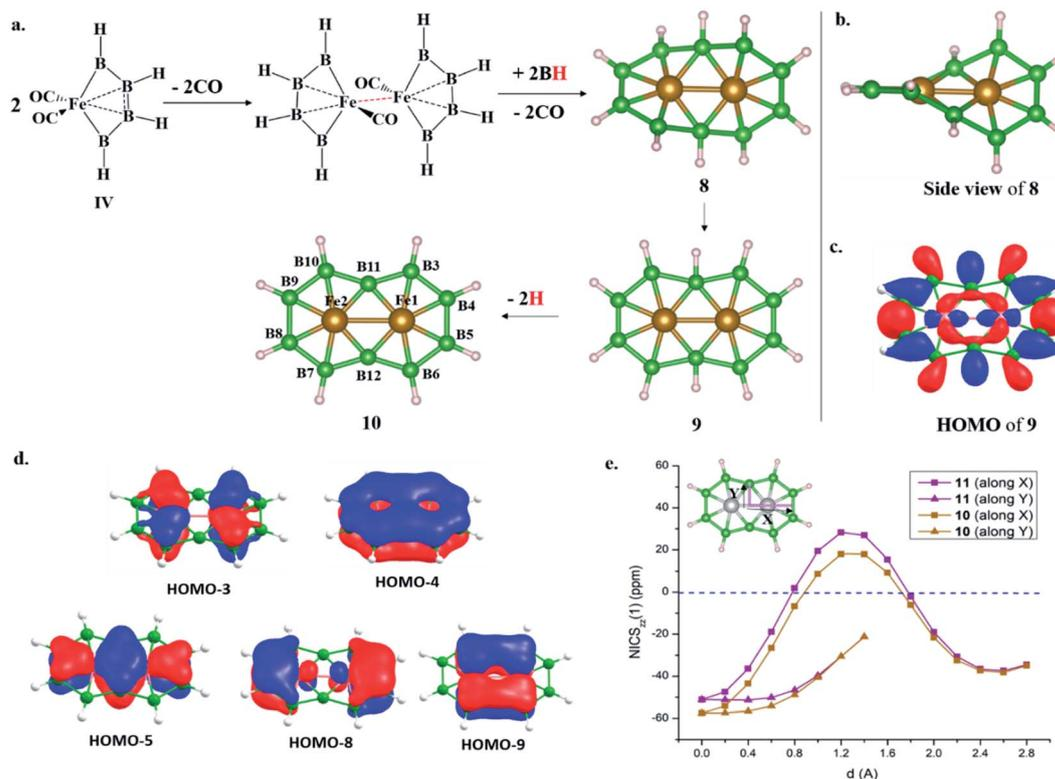 a.
H
H
B
B
H
2
OC
Fe
OC
B
B
H
H
IV
- 2CO
H
H
B
B
H
H
B
OC
B
Fe
Fe
H
B
CO
B
H
B
B
H
H
+ 2BH
- 2CO
8
b.
Side view of 8
B10
B11
B3
B9
Fe2
Fe1
B4
B8
B5
B7
B12
B6
10
- 2H
9
c.
HOMO of 9
d.
HOMO-3
HOMO-4
HOMO-5
HOMO-8
HOMO-9
e.
NICSzz(1) (ppm)
60
40
20
0
-20
-40
-60
Y
X
11 (along X)
11 (along Y)
10 (along X)
10 (along Y)
0.0 0.4 0.8 1.2 1.6 2.0 2.4 2.8
d (A)